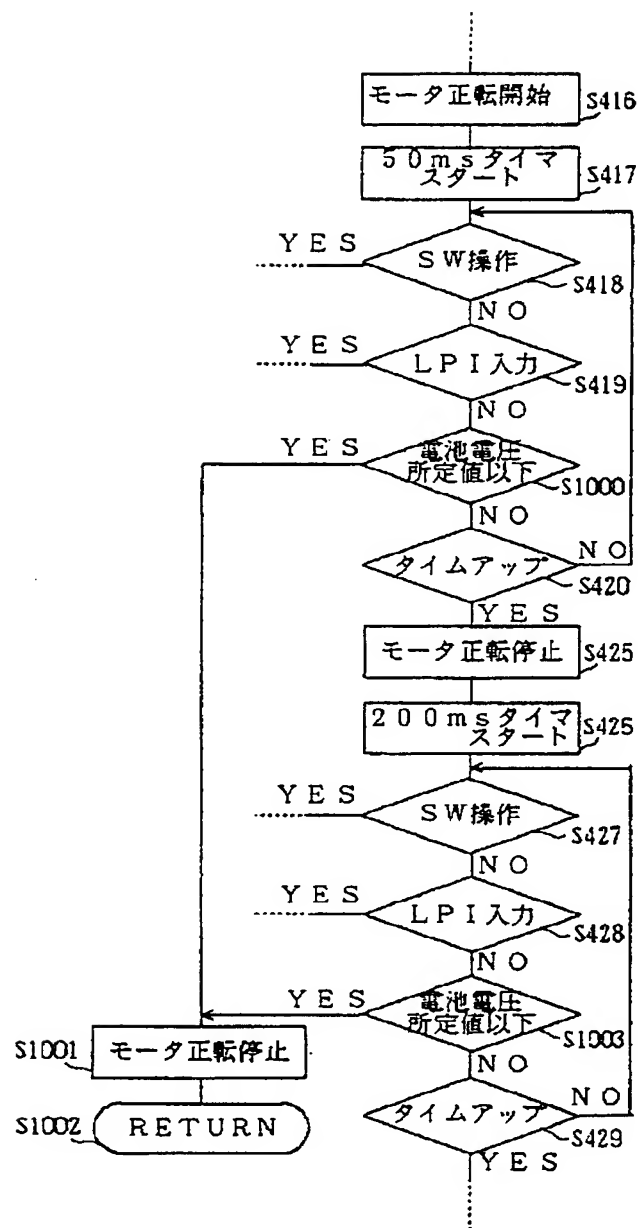 モータ正転開始
S416
50msタイマ
スタート
S417
YES
SW操作
S418
NO
YES
LPI入力
S419
NO
YES
電池電圧
所定値以下
S1000
NO
タイムアップ
NO
S420
YES
モータ正転停止
S425
200msタイマ
スタート
S425
YES
SW操作
S427
NO
YES
LPI入力
S428
NO
YES
電池電圧
所定値以下
S1003
S1001
モータ正転停止
NO
タイムアップ
NO
S429
S1002
RETURN
YES